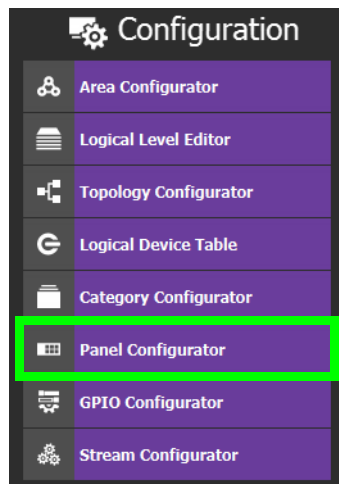 Configuration
Area Configurator
Logical Level Editor
Topology Configurator
Logical Device Table
Category Configurator
Panel Configurator
GPIO Configurator
Stream Configurator